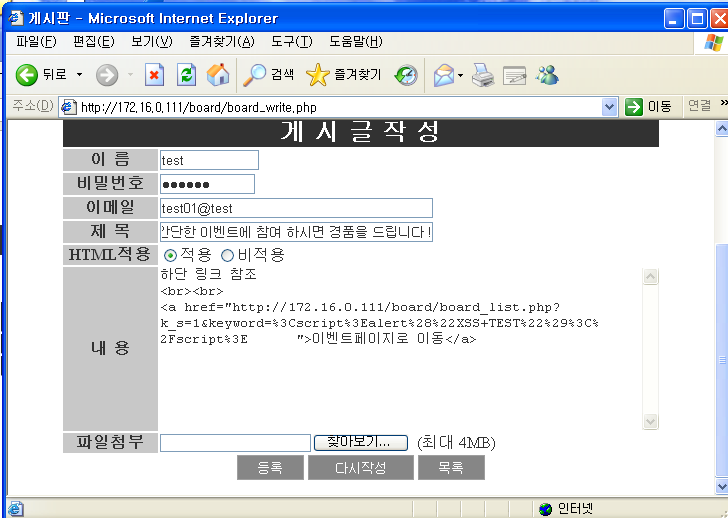 게시판 - Microsoft Internet Explorer
파일(F) 편집(E) 보기(V) 즐겨찾기(A) 도구(T) 도움말(H)
뒤로 검색 즐겨찾기
주소(D) http://172.16.0.111/board/board_write.php 이동 연결 »
게 시 글 작 성
이 름 test
비밀번호 ●●●●●●
이메일 test01@test
제 목 간단한 이벤트에 참여 하시면 경품을 드립니다 !
HTML적용 적용 비적용
내 용
하단 링크 참조
<br><br>
<a href="http://172.16.0.111/board/board_list.php?
k_s=1&keyword=%3Cscript%3Ealert%28%22XSS+TEST%22%29%3C%
2Fscript%3E ">이벤트페이지로 이동</a>
파일첨부 찾아보기... (최대 4MB)
등록 다시작성 목록
인터넷